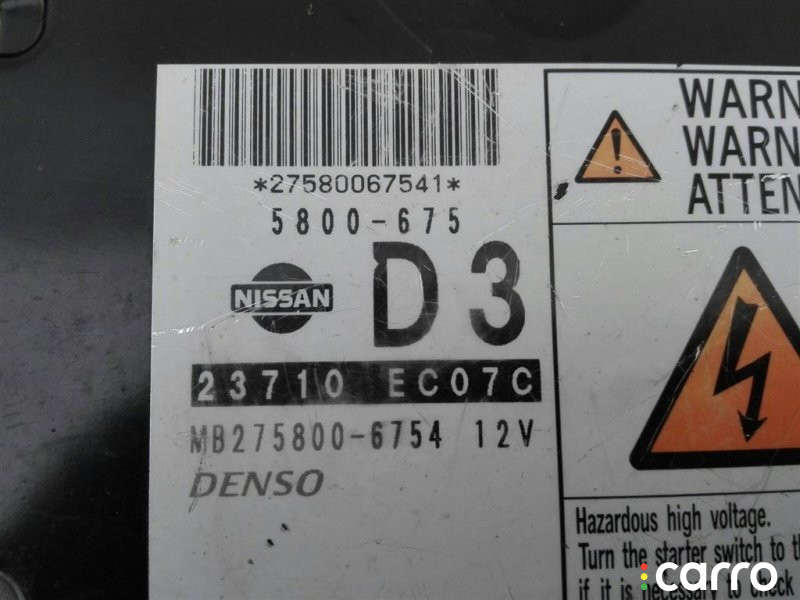 *27580067541*
5800-675
NISSAN
D3
23710 EC07C
MB275800-6754 12V
DENSO
WARN
WARN
ATTEN
Hazardous high voltage.
Turn the starter switch to th
if it is necessary to check
carro